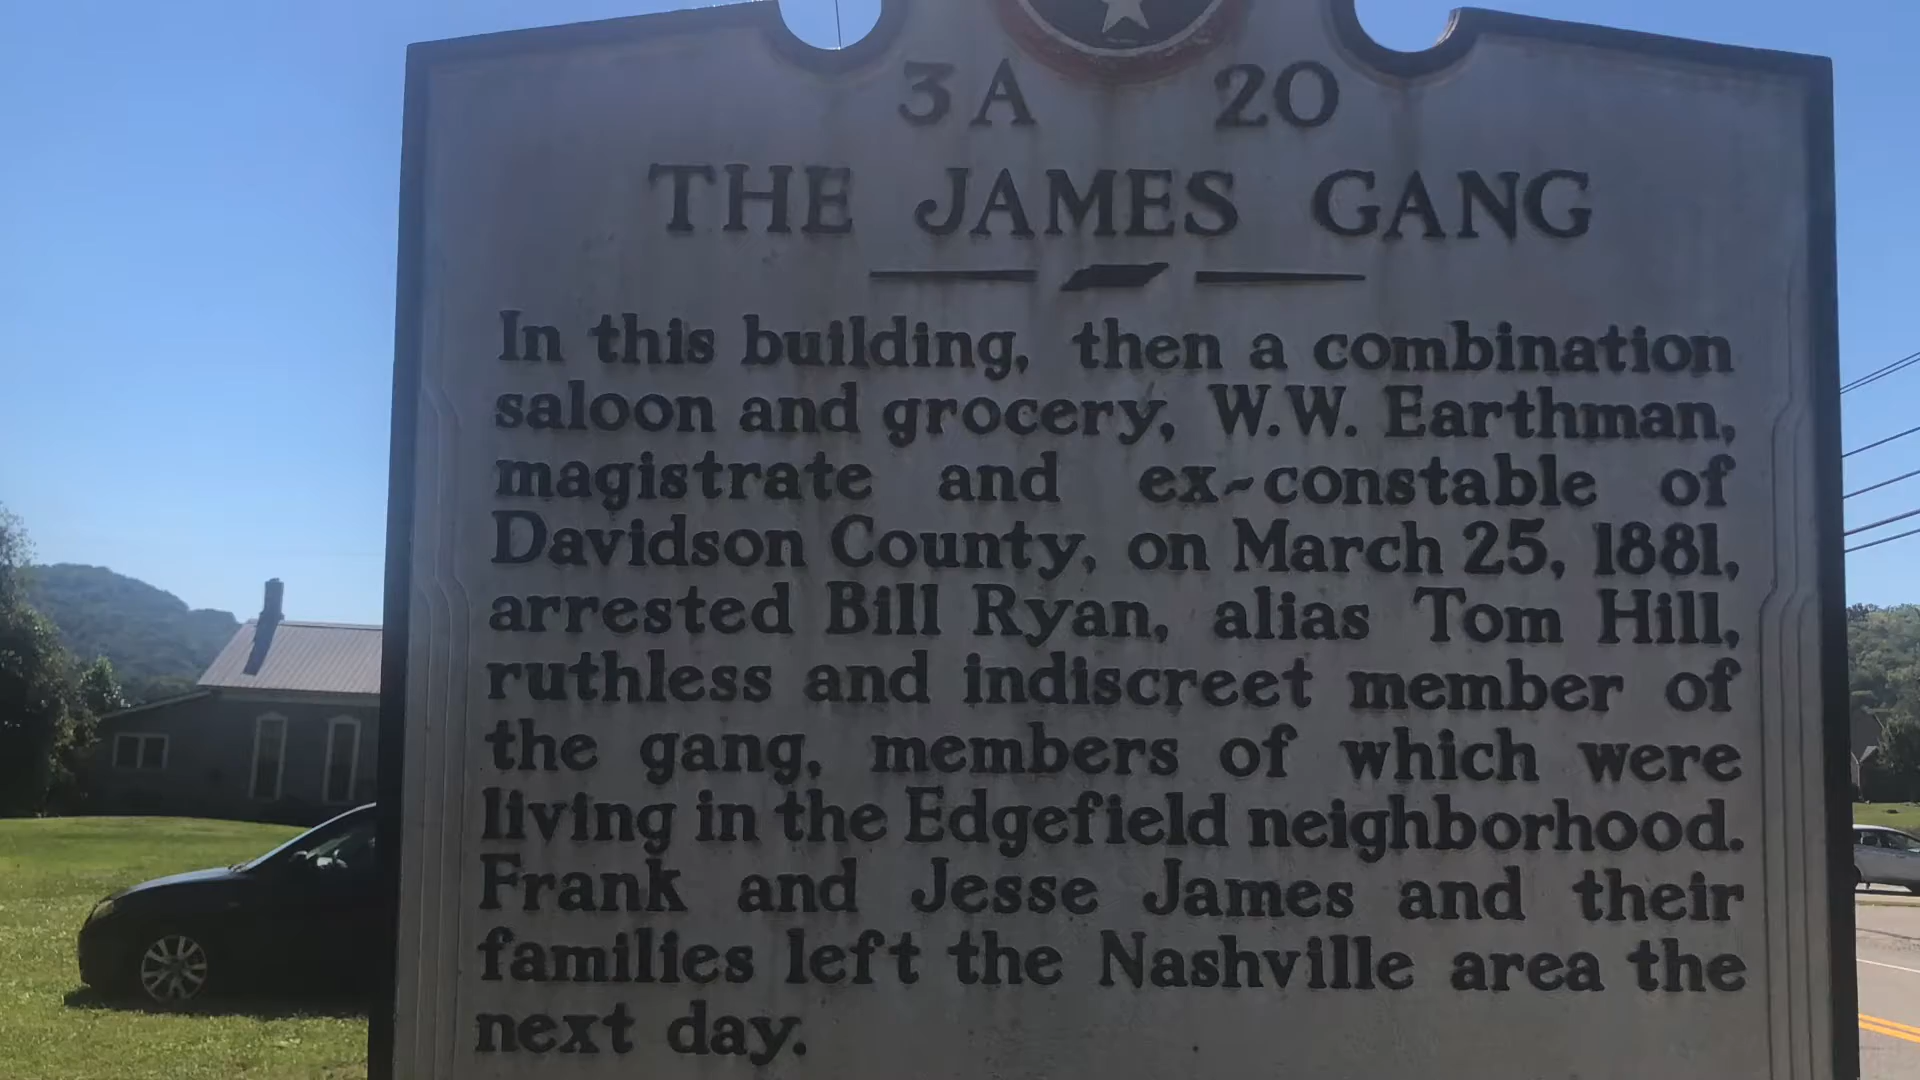 3A 20
THE JAMES GANG
In this building, then a combination
saloon and grocery, W.W. Earthman,
magistrate and ex-constable of
Davidson County, on March 25, 1881,
arrested Bill Ryan, alias Tom Hill,
ruthless and indiscreet member of
the gang, members of which were
living in the Edgefield neighborhood.
Frank and Jesse James and their
families left the Nashville area the
next day.